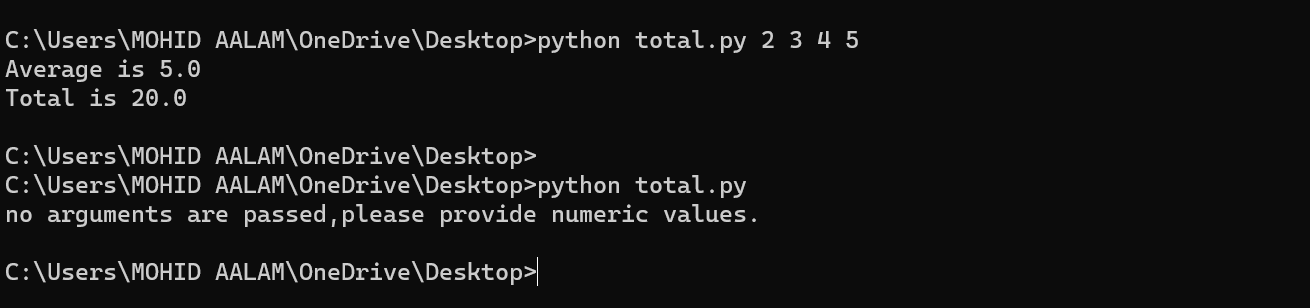 C:\Users\MOHID AALAM\OneDrive\Desktop>python total.py 2 3 4 5
Average is 5.0
Total is 20.0
C:\Users\MOHID AALAM\OneDrive\Desktop>
C:\Users\MOHID AALAM\OneDrive\Desktop>python total.py
no arguments are passed,please provide numeric values.
C:\Users\MOHID AALAM\OneDrive\Desktop>